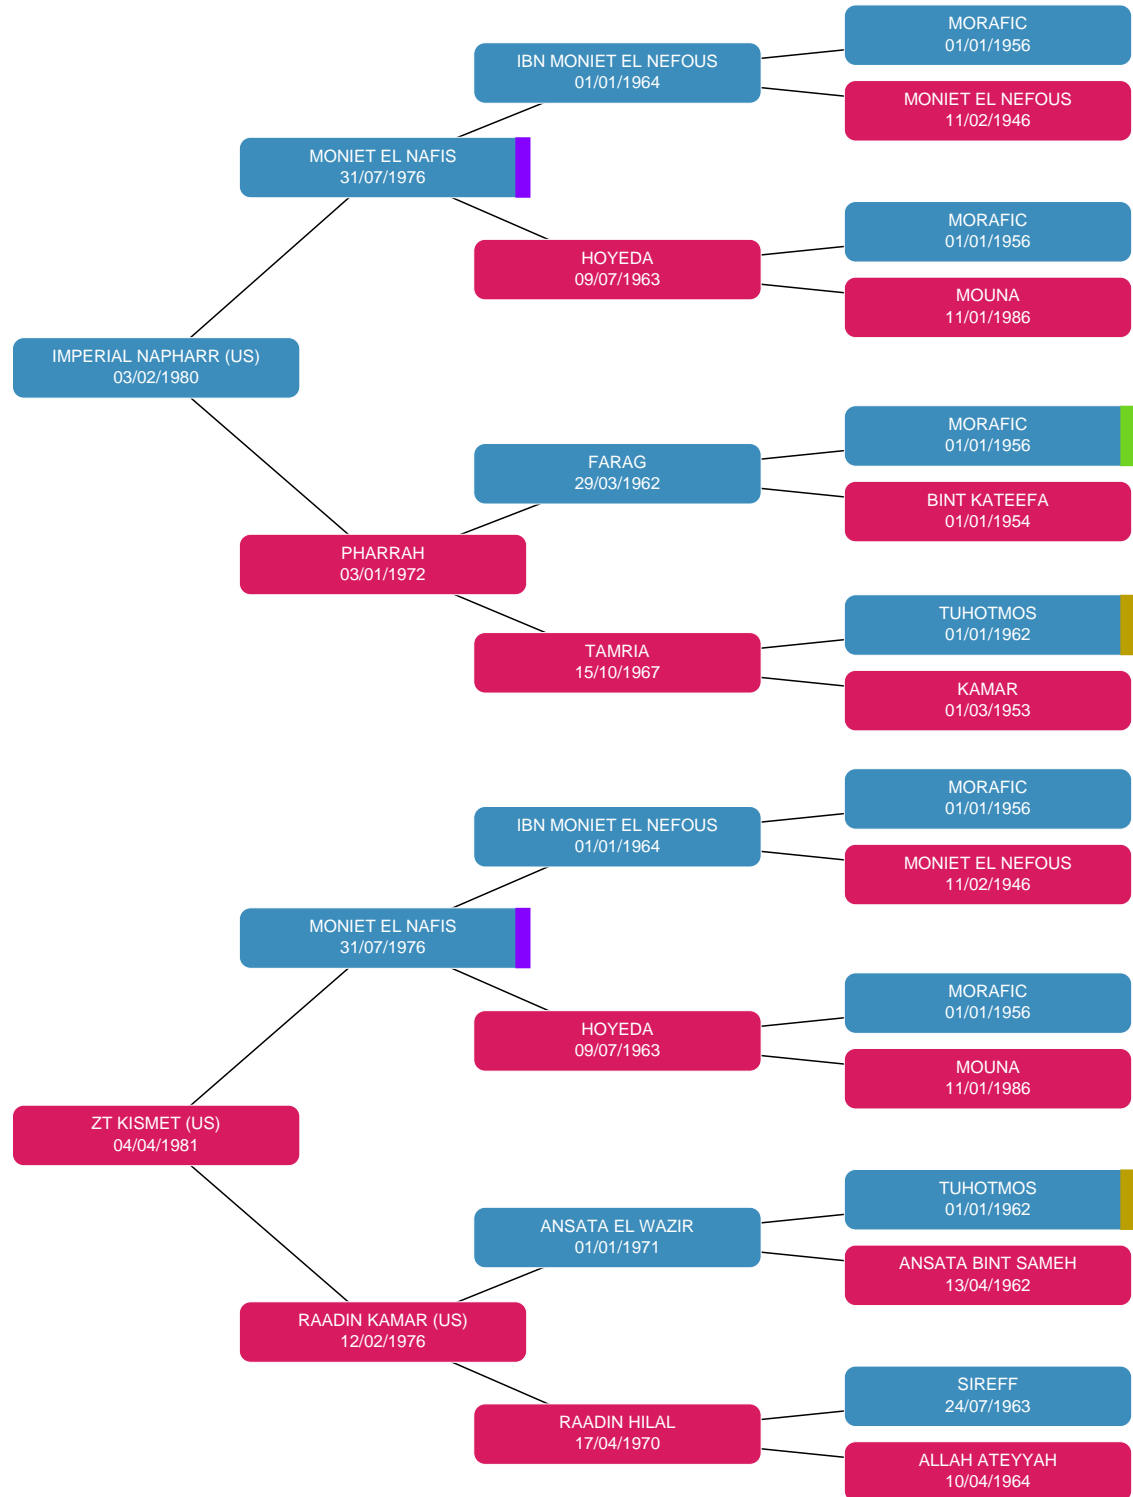 MORAFIC
01/01/1956
IBN MONIET EL NEFOUS
01/01/1964
MONIET EL NEFOUS
11/02/1946
MONIET EL NAFIS
31/07/1976
MORAFIC
01/01/1956
HOYEDA
09/07/1963
MOUNA
11/01/1986
IMPERIAL NAPHARR (US)
03/02/1980
MORAFIC
01/01/1956
FARAG
29/03/1962
BINT KATEEFA
01/01/1954
PHARRAH
03/01/1972
TUHOTMOS
01/01/1962
TAMRIA
15/10/1967
KAMAR
01/03/1953
MORAFIC
01/01/1956
IBN MONIET EL NEFOUS
01/01/1964
MONIET EL NEFOUS
11/02/1946
MONIET EL NAFIS
31/07/1976
MORAFIC
01/01/1956
HOYEDA
09/07/1963
MOUNA
11/01/1986
ZT KISMET (US)
04/04/1981
TUHOTMOS
01/01/1962
ANSATA EL WAZIR
01/01/1971
ANSATA BINT SAMEH
13/04/1962
RAADIN KAMAR (US)
12/02/1976
SIREFF
24/07/1963
RAADIN HILAL
17/04/1970
ALLAH ATEYYAH
10/04/1964